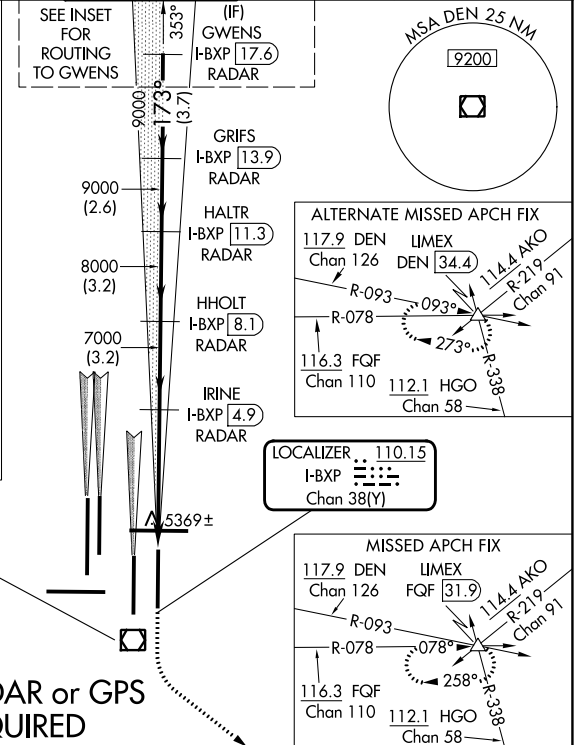 SEE INSET
FOR
ROUTING
TO GWENS
353°
(IF)
GWENS
I-BXP 17.6
RADAR
9000
173°
(3.7)
GRIFS
I-BXP 13.9
RADAR
9000
(2.6)
HALTR
I-BXP 11.3
RADAR
8000
(3.2)
HHOLT
I-BXP 8.1
RADAR
7000
(3.2)
IRINE
I-BXP 4.9
RADAR
5369±
LOCALIZER 110.15
I-BXP
Chan 38(Y)
MSA DEN 25 NM
9200
ALTERNATE MISSED APCH FIX
117.9 DEN
Chan 126
LIMEX
DEN 34.4
114.4 AKO
R-219
Chan 91
R-093
093°
R-078
273°
R-338
116.3 FQF
Chan 110
112.1 HGO
Chan 58
MISSED APCH FIX
117.9 DEN
Chan 126
LIMEX
FQF 31.9
114.4 AKO
R-219
Chan 91
R-093
R-078
078°
258°
R-338
116.3 FQF
Chan 110
112.1 HGO
Chan 58
DAR or GPS
QUIRED